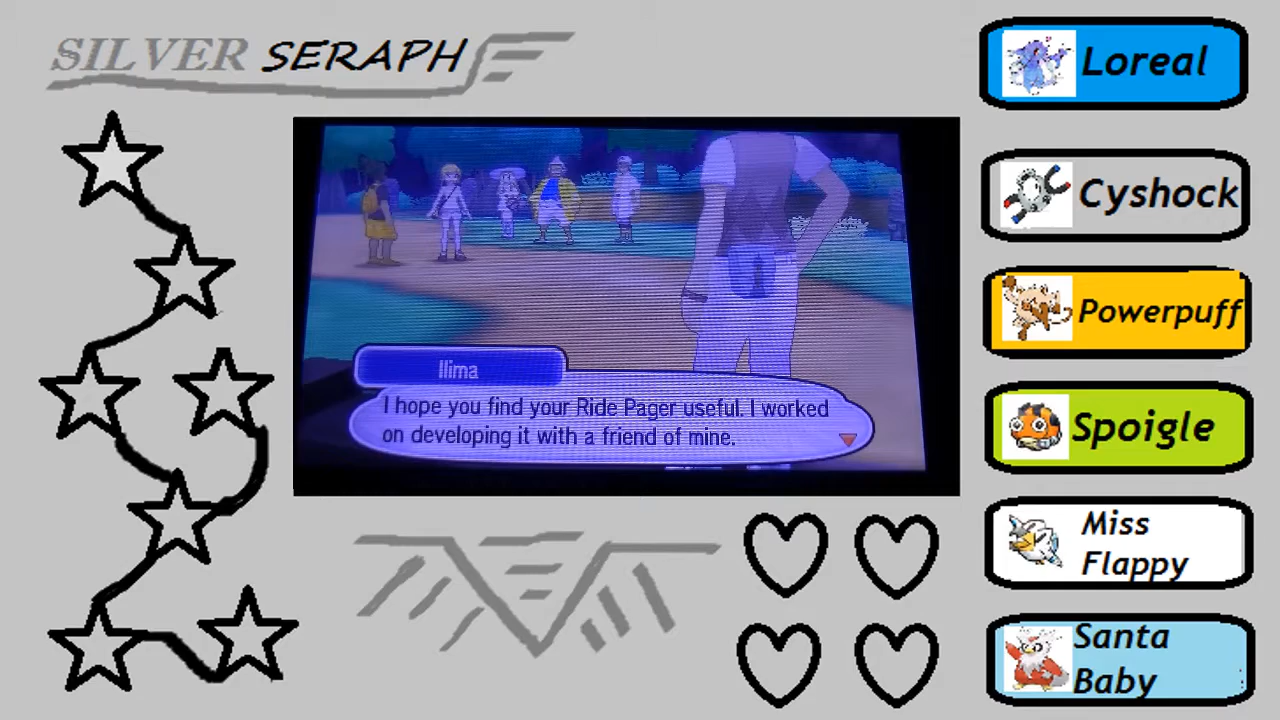 SILVER SERAPH
Loreal
Cyshock
Powerpuff
Spoigle
Miss
Flappy
Santa
Baby
Ilima
I hope you find your Ride Pager useful. I worked
on developing it with a friend of mine.